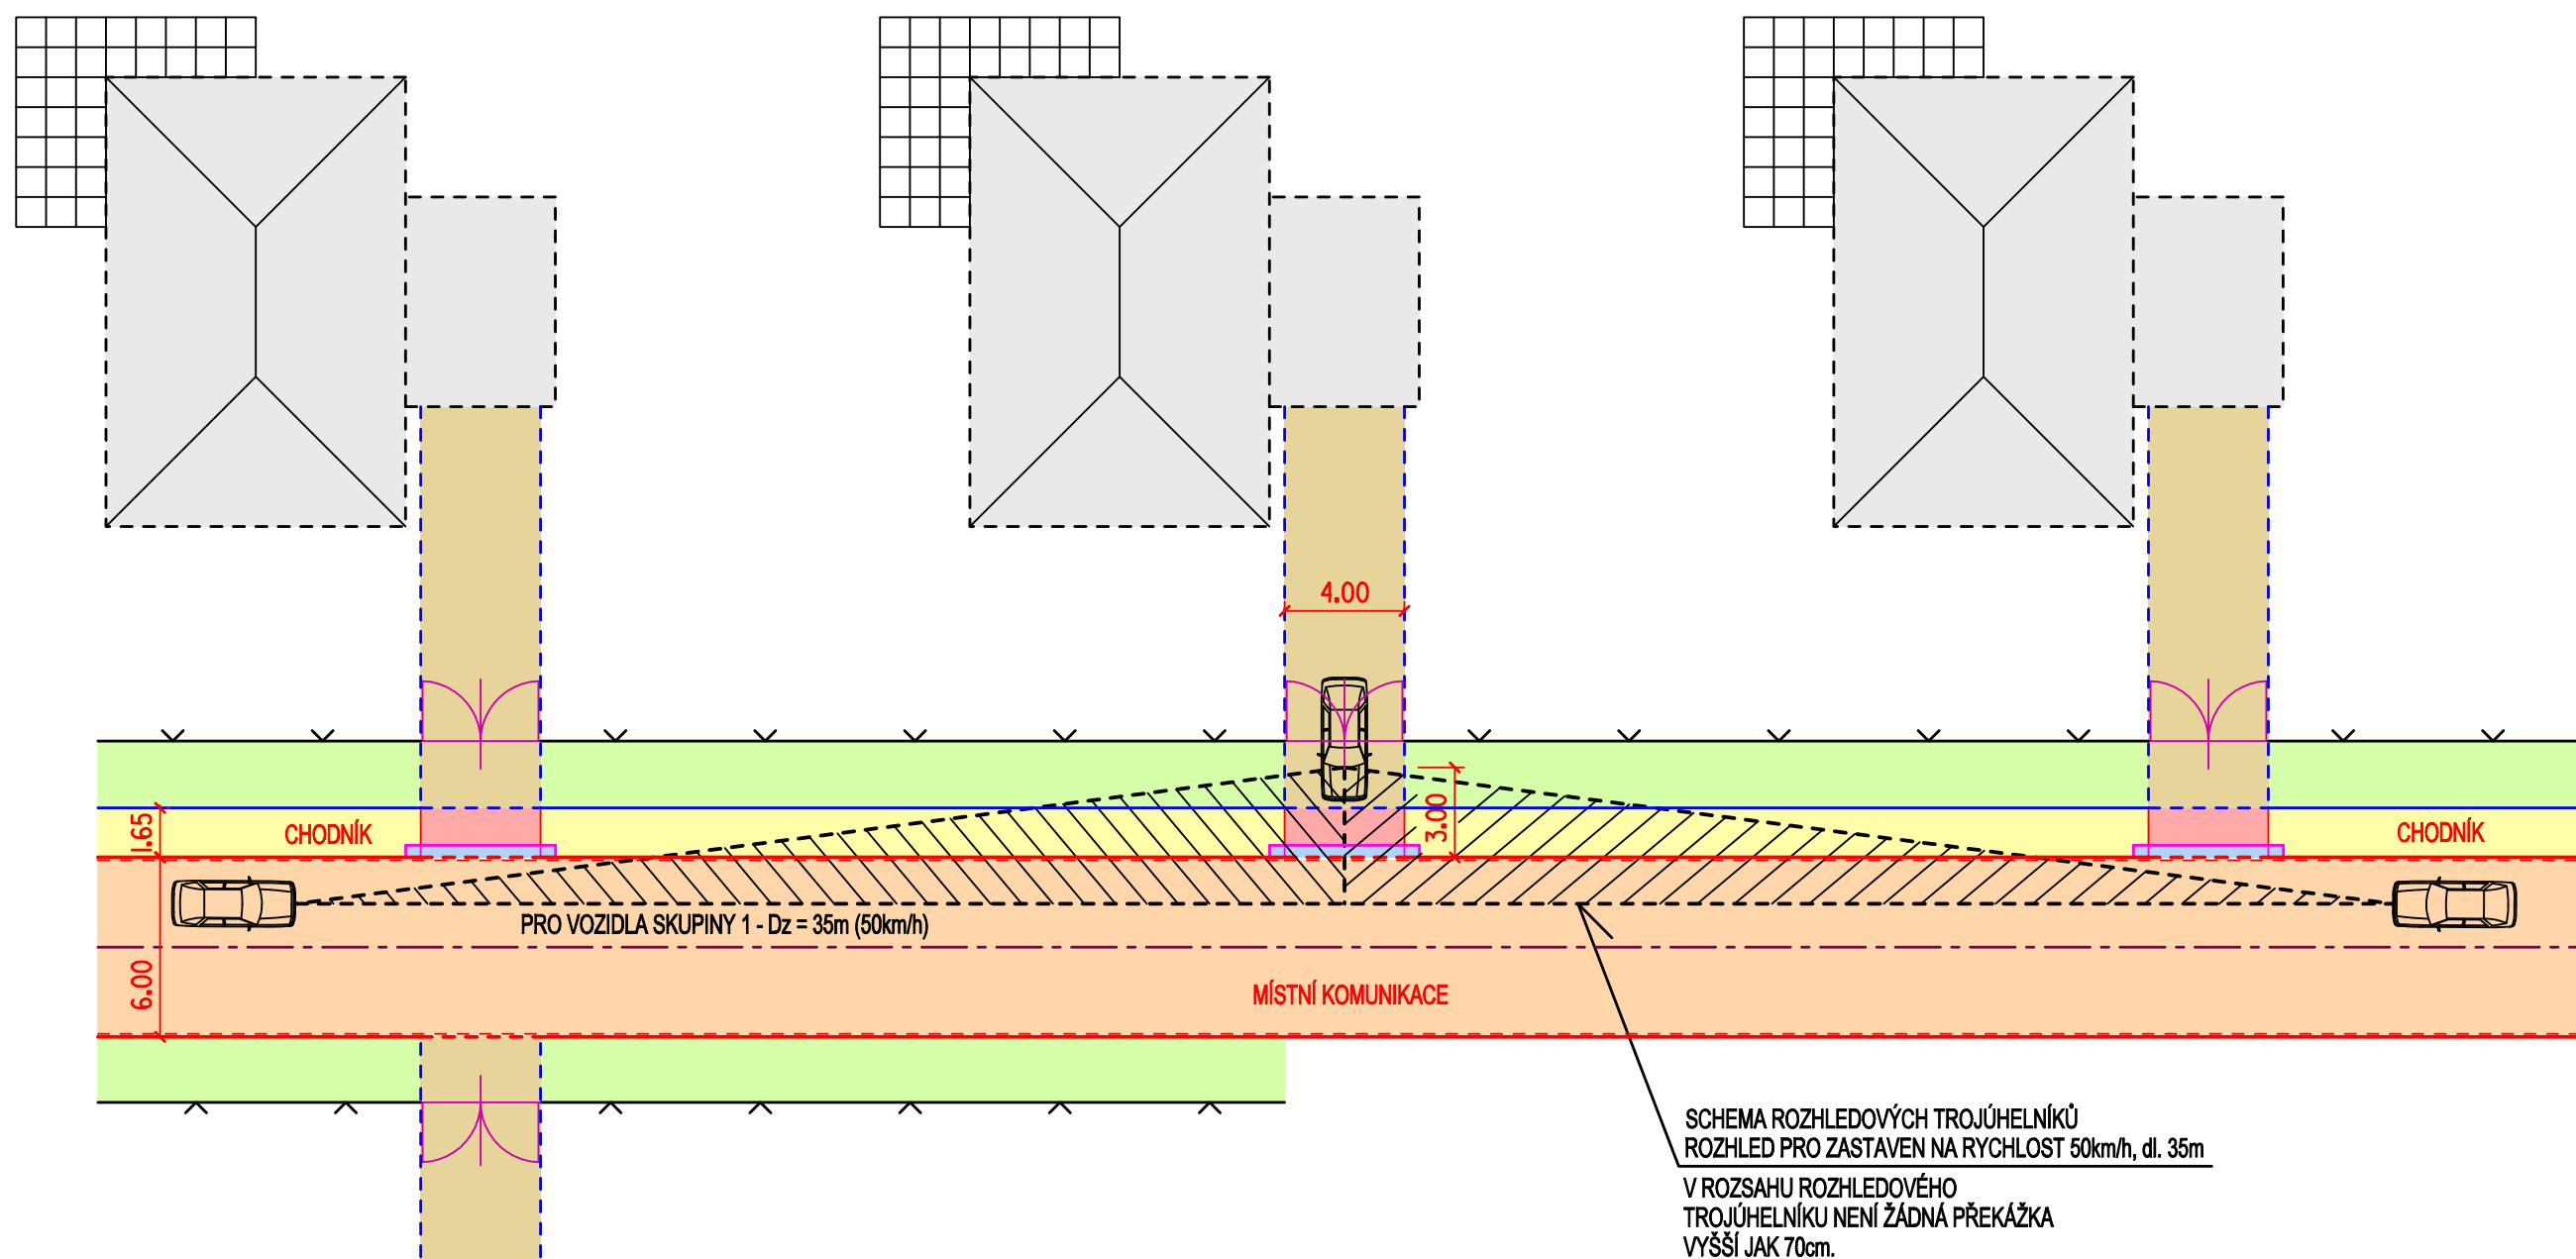 4.00
1.65
CHODNÍK
3.00
CHODNÍK
PRO VOZIDLA SKUPINY 1 - Dz = 35m (50km/h)
6.00
MÍSTNÍ KOMUNIKACE
SCHEMA ROZHLEDOVÝCH TROJÚHELNÍKŮ
ROZHLED PRO ZASTAVEN NA RYCHLOST 50km/h, dl. 35m
V ROZSAHU ROZHLEDOVÉHO
TROJÚHELNÍKU NENÍ ŽÁDNÁ PŘEKÁŽKA
VYŠŠÍ JAK 70cm.